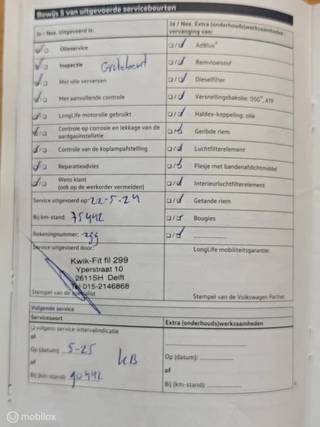 Bewijs 5 van uitgevoerde servicebeurten
Ja / Nee. Uitgevoerd is:
Olieservice
Inspectie Grotebeurt
Met olie verversen
Met aanvullende controle
LongLife motorolie gebruikt
Controle op corrosie en lekkage van de
aardgasinstallatie
Controle van de koplampafstelling
Reparatieadvies
Wens klant
(ook op de werkorder vermelden)
Service uitgevoerd op: 22-5-24
Bij km-stand: 75442
Rekeningnummer: 299
Service uitgevoerd door:
Kwik-Fit fil 299
Yperstraat 10
2611SH Delft
Tel 015-2146868
Stempel van de specialist
Ja / Nee. Extra (onderhouds)werkzaamheden
vervanging van:
AdBlue®
Remvloeistof
Dieselfilter
Versnellingsbakolie: DSG®, ATF
Haldex-koppeling: olie
Geribde riem
Luchtfilterelement
Flesje met bandenafdichtmiddel
Interieurluchtfilterelement
Getande riem
Bougies
LongLife mobiliteitsgarantie:
Stempel van de Volkswagen Partner
Volgende service
Servicesoort
volgens service-intervalindicatie
of
Op (datum): 5-25
of
Bij (km-stand): 90442
Extra (onderhouds)werkzaamheden
Op (datum):
of
Bij (km-stand):
mobilox